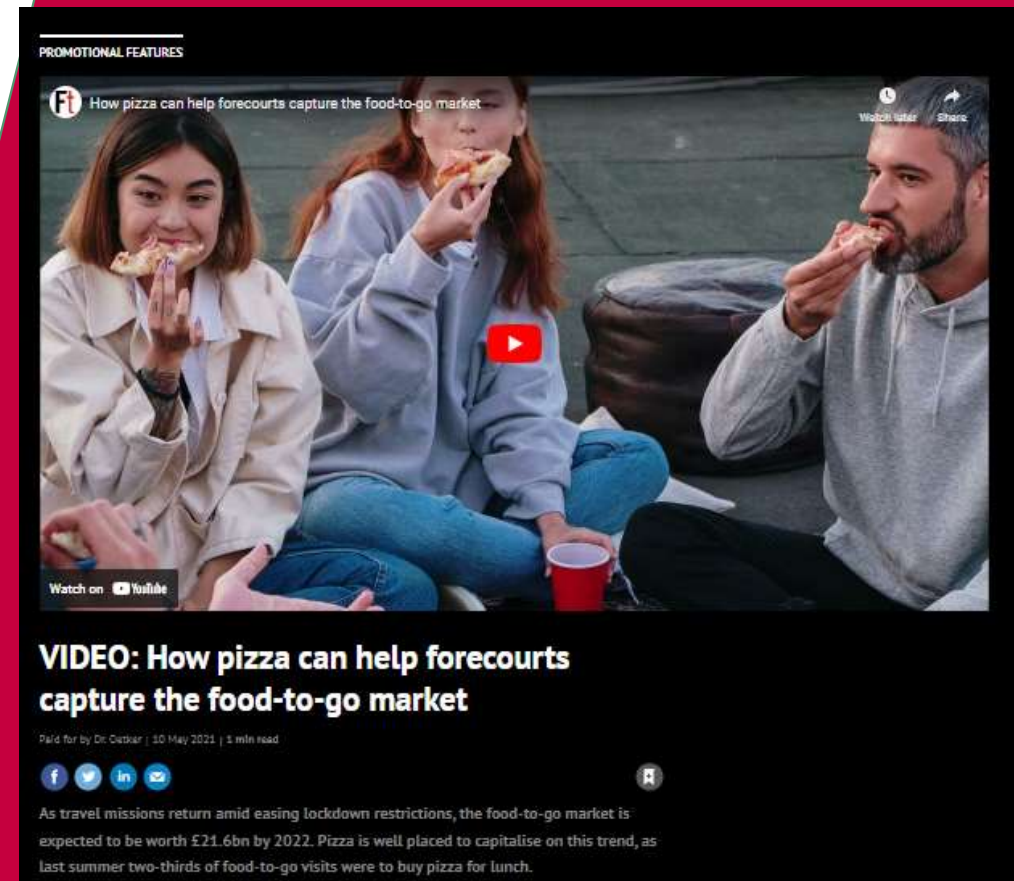 PROMOTIONAL FEATURES
Ft
How pizza can help forecourts capture the food-to-go market
Watch later
Share
Watch on YouTube
VIDEO: How pizza can help forecourts
capture the food-to-go market
Paid for by Dr. Oetker | 10 May 2021 | 1 min read
As travel missions return amid easing lockdown restrictions, the food-to-go market is
expected to be worth £21.6bn by 2022. Pizza is well placed to capitalise on this trend, as
last summer two-thirds of food-to-go visits were to buy pizza for lunch.